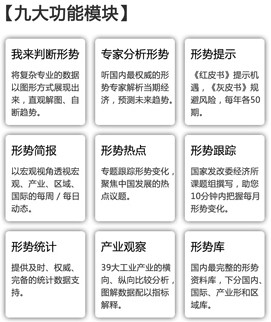 【九大功能模块】
我来判断形势
将复杂专业的数据
以图形方式展现出
来，直观解图、自
断趋势。
专家分析形势
听国内最权威的形
势专家解析当期经
济，预测未来趋势。
形势提示
《红皮书》提示机
遇，《灰皮书》规
避风险，每年各50
期。
形势简报
以宏观视角透视宏
观、产业、区域、
国际的每周 / 每日
动态。
形势热点
专题跟踪形势变化，
聚焦中国发展的热
点议题。
形势跟踪
国家发改委经济所
课题组撰写，助您
10分钟内把握每月
形势变化。
形势统计
提供及时、权威、
完备的统计数据支
持。
产业观察
39大工业产业的横
向、纵向比较分析，
图解数据配以指标
解释。
形势库
国内最完整的形势
资料库，下分国内、
国际、产业形和区
域库。